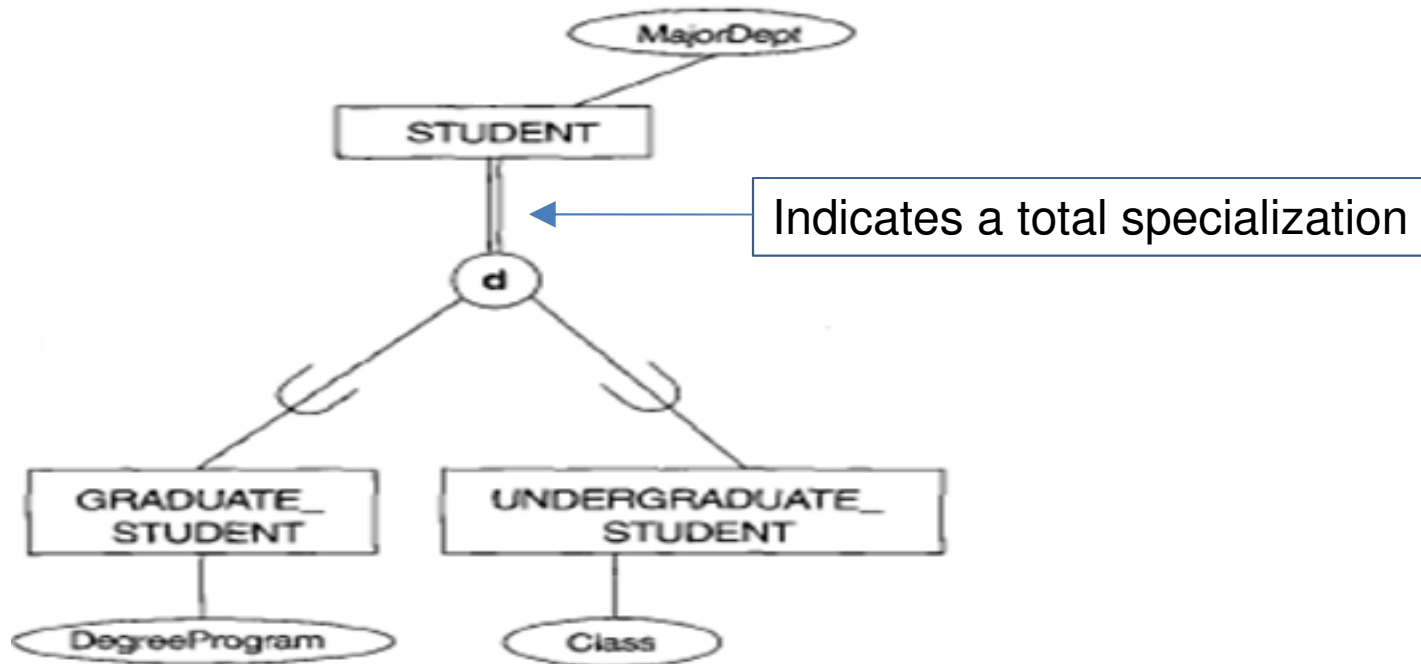 MajorDept
STUDENT
Indicates a total specialization
d
GRADUATE_
STUDENT
UNDERGRADUATE_
STUDENT
DegreeProgram
Class